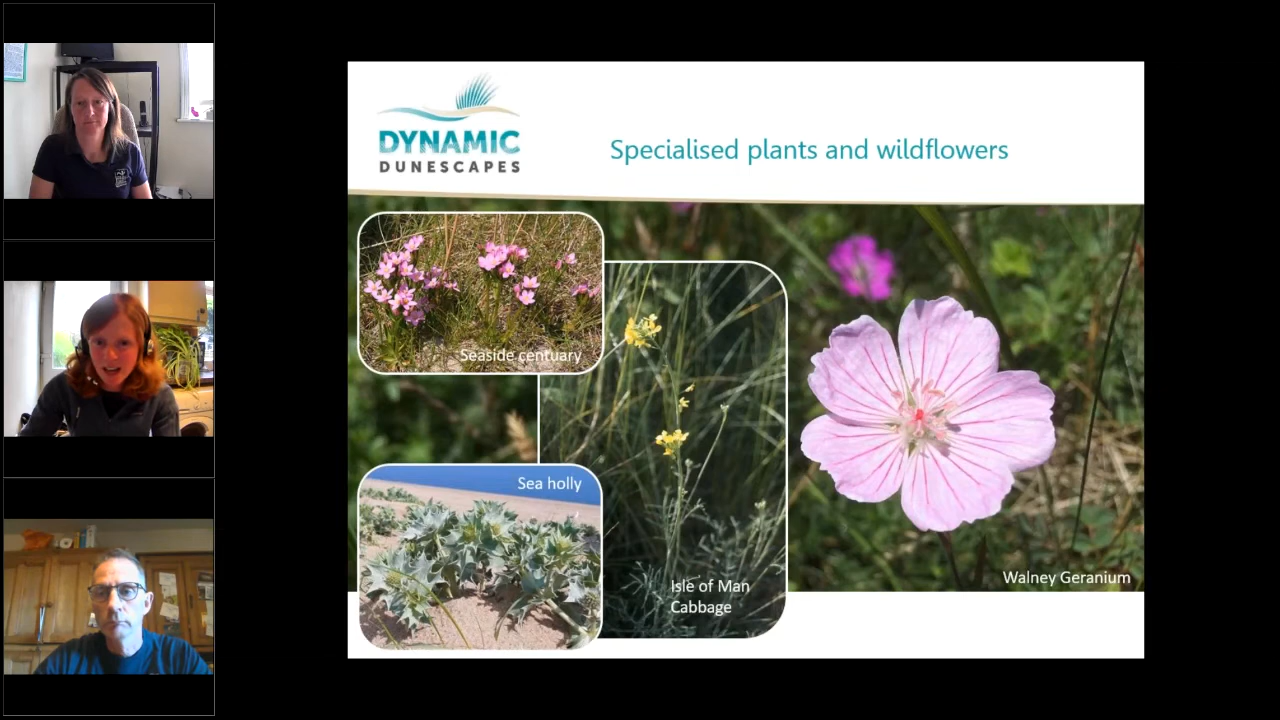 DYNAMIC
DUNESCAPES
Specialised plants and wildflowers
Seaside centuary
Sea holly
Isle of Man
Cabbage
Walney Geranium